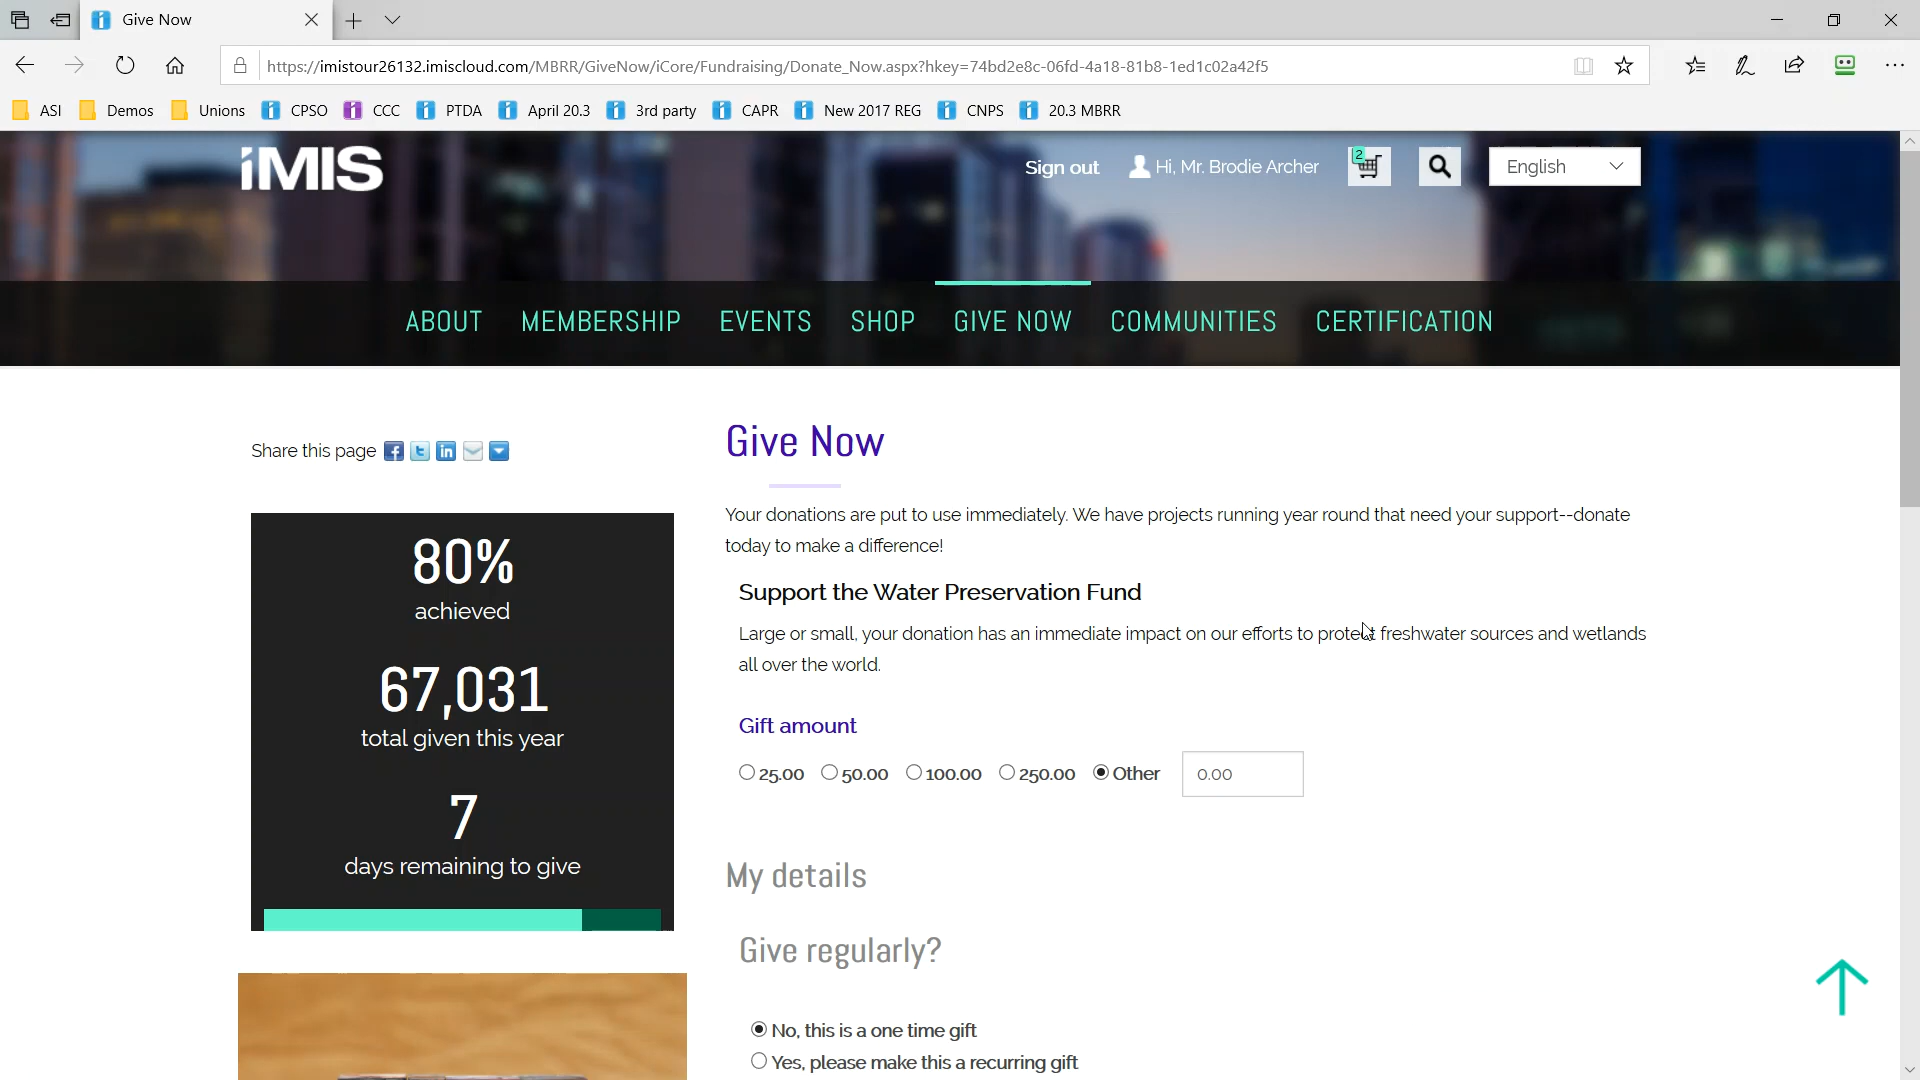 Give Now
https://imistour26132.imiscloud.com/MBRR/GiveNow/iCore/Fundraising/Donate_Now.aspx?hkey=74bd2e8c-06fd-4a18-81b8-1ed1c02a42f5
ASI Demos Unions CPSO CCC PTDA April 20.3 3rd party CAPR New 2017 REG CNPS 20.3 MBRR
iMIS
Sign out Hi, Mr. Brodie Archer 2 English
ABOUT MEMBERSHIP EVENTS SHOP GIVE NOW COMMUNITIES CERTIFICATION
Share this page
80%
achieved
67,031
total given this year
7
days remaining to give
Give Now
Your donations are put to use immediately. We have projects running year round that need your support--donate
today to make a difference!
Support the Water Preservation Fund
Large or small, your donation has an immediate impact on our efforts to protect freshwater sources and wetlands
all over the world.
Gift amount
25.00 50.00 100.00 250.00 Other 0.00
My details
Give regularly?
No, this is a one time gift
Yes, please make this a recurring gift